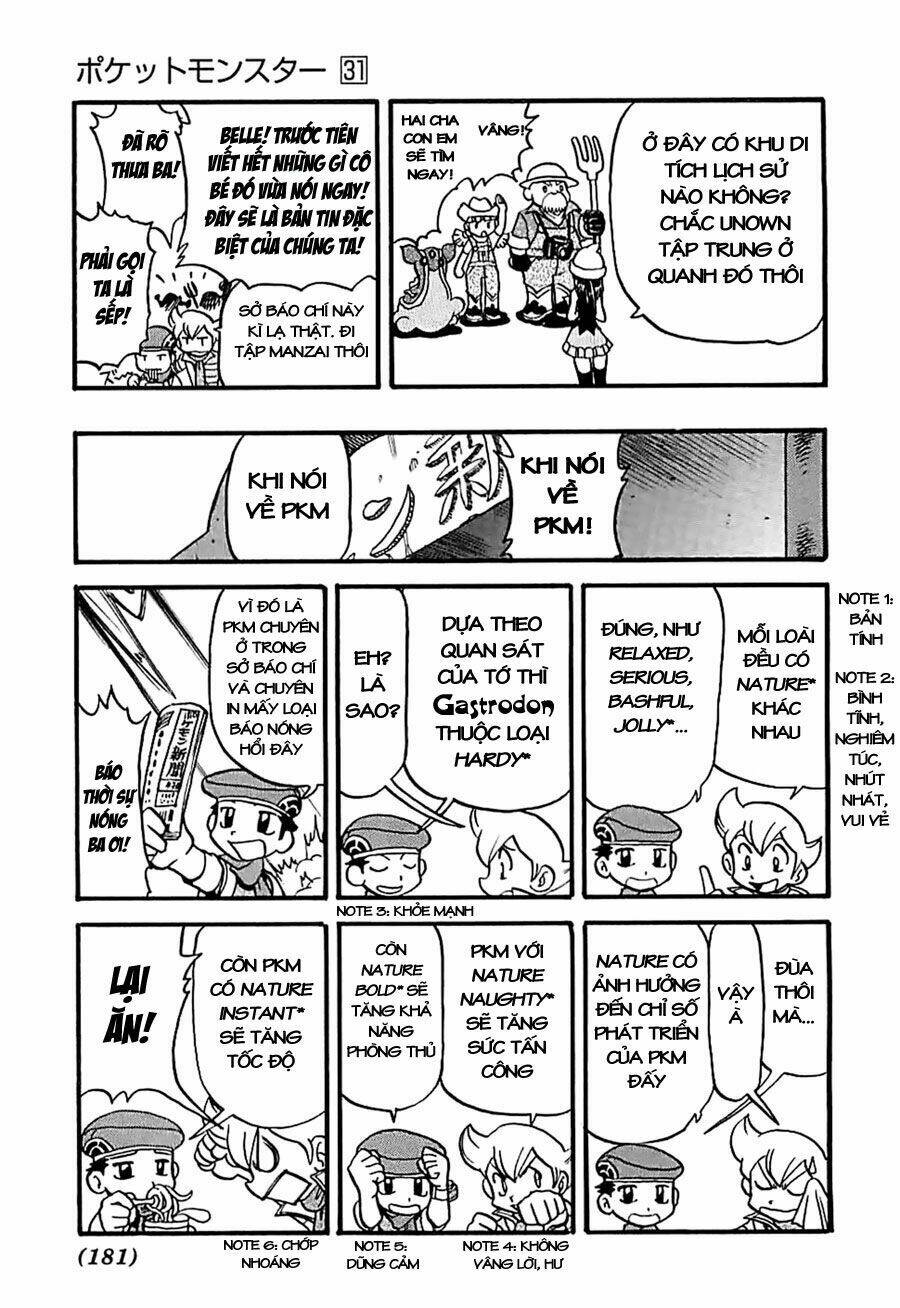 ポケットモンスター 31
Ở ĐÂY CÓ KHU DI
TÍCH LỊCH SỬ
NÀO KHÔNG?
CHẮC UNOWN
TẬP TRUNG Ở
QUANH ĐÓ THÔI
VÂNG!
HAI CHA
CON EM
SẼ TÌM
NGAY!
BELLE! TRƯỚC TIÊN
VIẾT HẾT NHỮNG GÌ CÔ
BÉ ĐÓ VỪA NÓI NGAY!
ĐÂY SẼ LÀ BẢN TIN ĐẶC
BIỆT CỦA CHÚNG TA!
ĐÃ RÕ
THƯA BA!
PHẢI GỌI
TA LÀ
SẾP!
SỞ BÁO CHÍ NÀY
KÌ LẠ THẬT. ĐI
TẬP MANZAI THÔI
KHI NÓI
VỀ
PKM!
KHI NÓI
VỀ PKM
MỖI LOÀI
ĐỀU CÓ
NATURE*
KHÁC
NHAU
ĐÚNG, NHƯ
RELAXED,
SERIOUS,
BASHFUL,
JOLLY*...
NOTE 1:
BẢN
TÍNH
NOTE 2:
BÌNH
TĨNH,
NGHIÊM
TÚC,
NHÚT
NHÁT,
VUI VẺ
DỰA THEO
QUAN SÁT
CỦA TỚ THÌ
Gastrodon
THUỘC LOẠI
HARDY*
EH?
LÀ
SAO?
NOTE 3: KHỎE MẠNH
VÌ ĐÓ LÀ
PKM CHUYÊN
Ở TRONG
SỞ BÁO CHÍ
VÀ CHUYÊN
IN MẤY LOẠI
BÁO NÓNG
HỔI ĐÂY
BÁO
THỜI SỰ
NÓNG
BA ƠI!
ポケモン新聞
ĐÙA
THÔI
MÀ...
VẬY
À
NATURE CÓ
ẢNH HƯỞNG
ĐẾN CHỈ SỐ
PHÁT TRIỂN
CỦA PKM
ĐẤY
PKM VỚI
NATURE
NAUGHTY*
SẼ TĂNG
SỨC TẤN
CÔNG
CÒN
NATURE
BOLD* SẼ
TĂNG KHẢ
NĂNG
PHÒNG THỦ
NOTE 4: KHÔNG
VÂNG LỜI, HƯ
NOTE 5:
DŨNG CẢM
CÒN PKM
CÓ NATURE
INSTANT*
SẼ TĂNG
TỐC ĐỘ
LẠI
ĂN!
NOTE 6: CHỚP
NHOÁNG
(181)